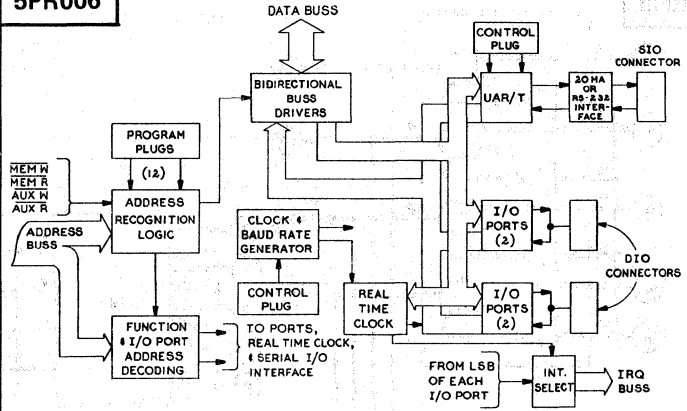 5PR006
DATA BUSS
BIDIRECTIONAL
BUSS
DRIVERS
CONTROL
PLUG
UAR/T
SIO
CONNECTOR
20 MA
OR
RS-232
INTER-
FACE
PROGRAM
PLUGS
(12)
MEM W
MEM R
AUX W
AUX R
ADDRESS
RECOGNITION
LOGIC
ADDRESS
BUSS
CLOCK &
BAUD RATE
GENERATOR
CONTROL
PLUG
REAL
TIME
CLOCK
I/O
PORTS
(2)
I/O
PORTS
(2)
DIO
CONNECTORS
FUNCTION
& I/O PORT
ADDRESS
DECODING
TO PORTS,
REAL TIME CLOCK,
& SERIAL I/O
INTERFACE
FROM LSB
OF EACH
I/O PORT
INT.
SELECT
IRQ
BUSS